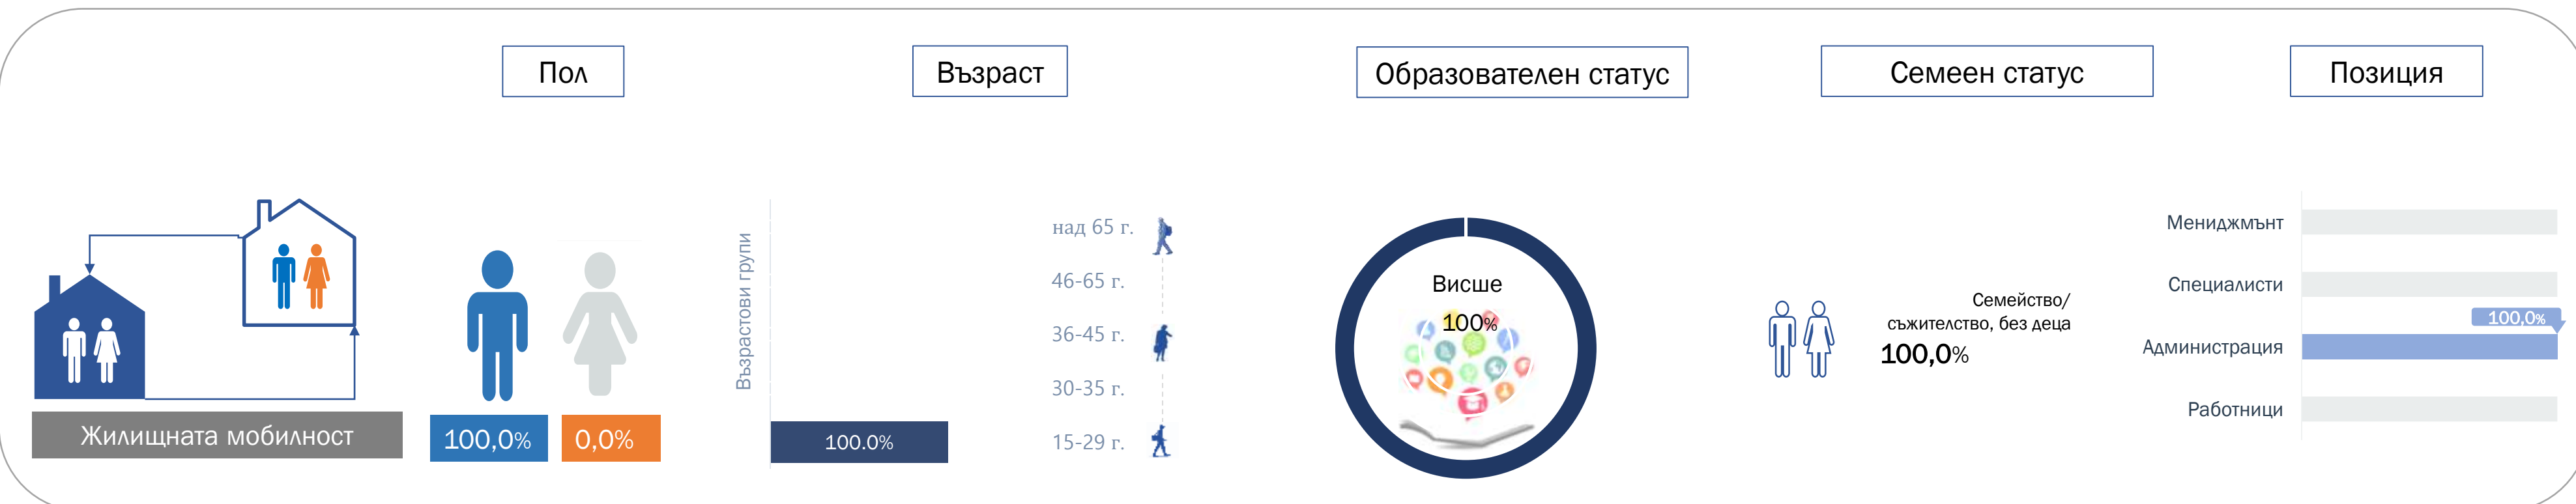 Пол
Възраст
Образователен статус
Семеен статус
Позиция
Жилищната мобилност
100,0%
0,0%
Възрастови групи
100.0%
над 65 г.
46-65 г.
36-45 г.
30-35 г.
15-29 г.
Висше
100%
Семейство/
съжителство, без деца
100,0%
Мениджмънт
Специалисти
100,0%
Администрация
Работници